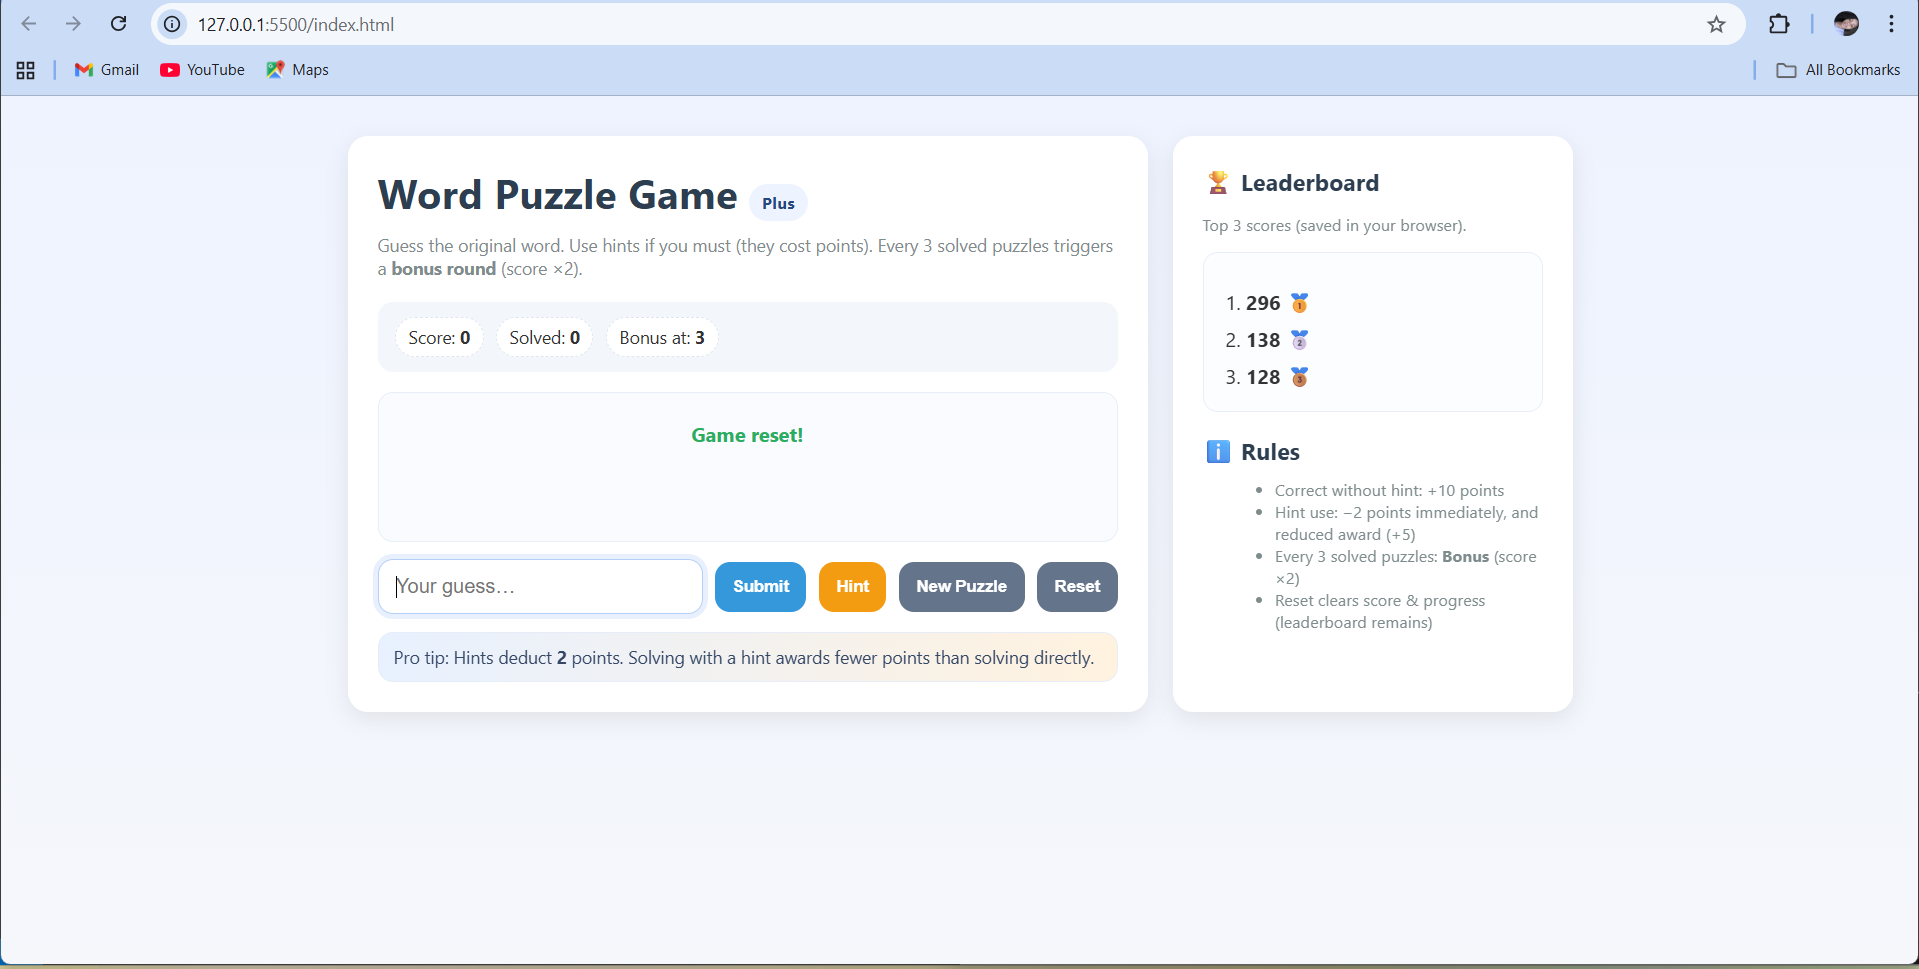 127.0.0.1:5500/index.html
Gmail
YouTube
Maps
All Bookmarks
Word Puzzle Game Plus
Guess the original word. Use hints if you must (they cost points). Every 3 solved puzzles triggers
a bonus round (score ×2).
Score: 0
Solved: 0
Bonus at: 3
Game reset!
Your guess...
Submit
Hint
New Puzzle
Reset
Pro tip: Hints deduct 2 points. Solving with a hint awards fewer points than solving directly.
🏆 Leaderboard
Top 3 scores (saved in your browser).
1. 296 🥇
2. 138 🥈
3. 128 🥉
ℹ️ Rules
• Correct without hint: +10 points
• Hint use: −2 points immediately, and
reduced award (+5)
• Every 3 solved puzzles: Bonus (score
×2)
• Reset clears score & progress
(leaderboard remains)